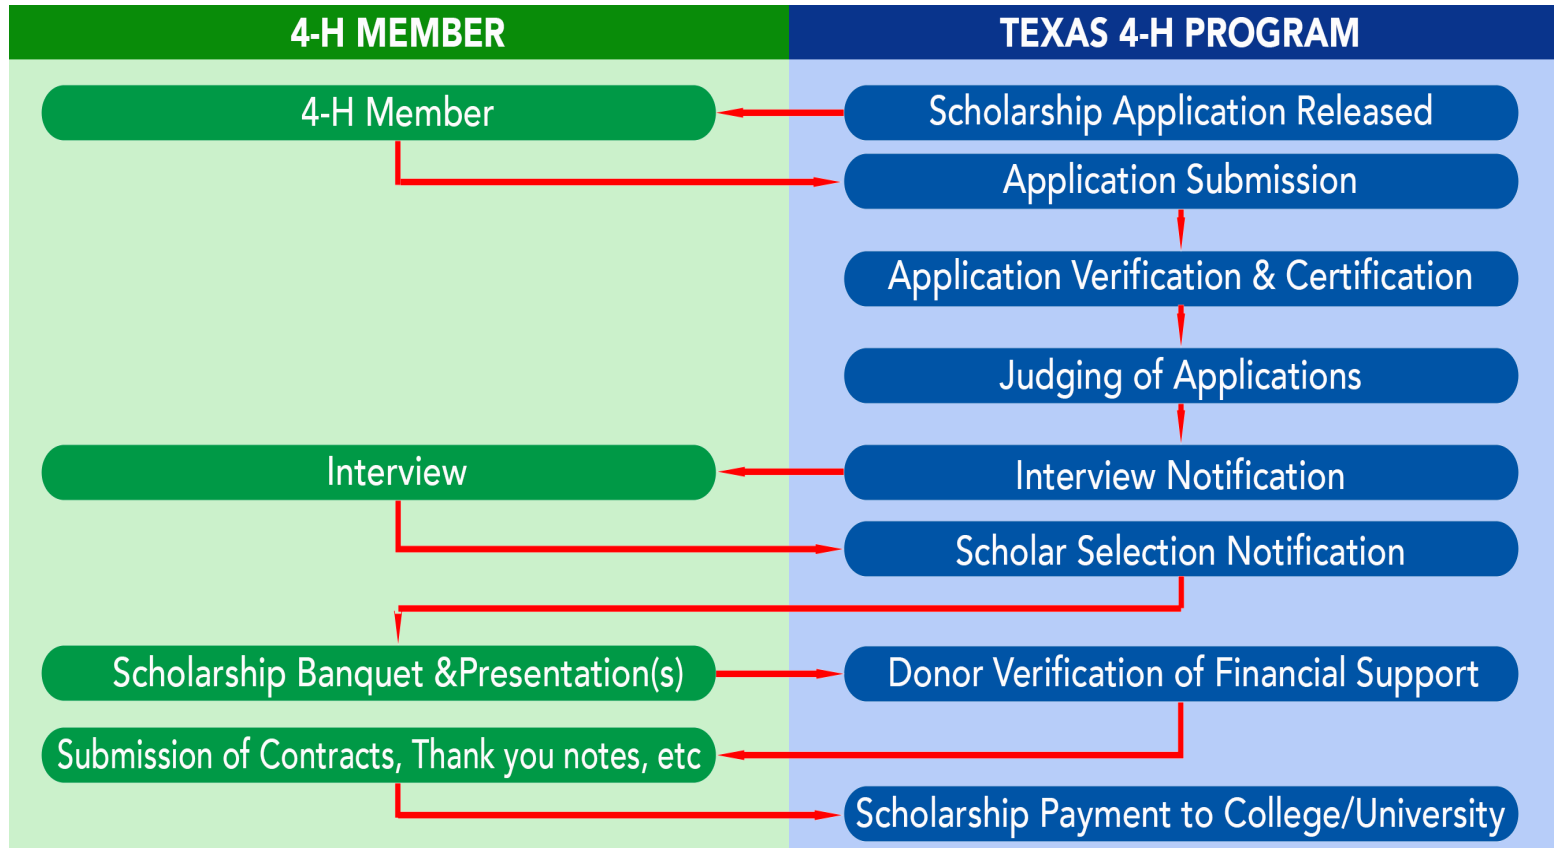 4-H MEMBER
TEXAS 4-H PROGRAM
4-H Member
Scholarship Application Released
Application Submission
Application Verification & Certification
Judging of Applications
Interview
Interview Notification
Scholar Selection Notification
Scholarship Banquet &Presentation(s)
Donor Verification of Financial Support
Submission of Contracts, Thank you notes, etc
Scholarship Payment to College/University